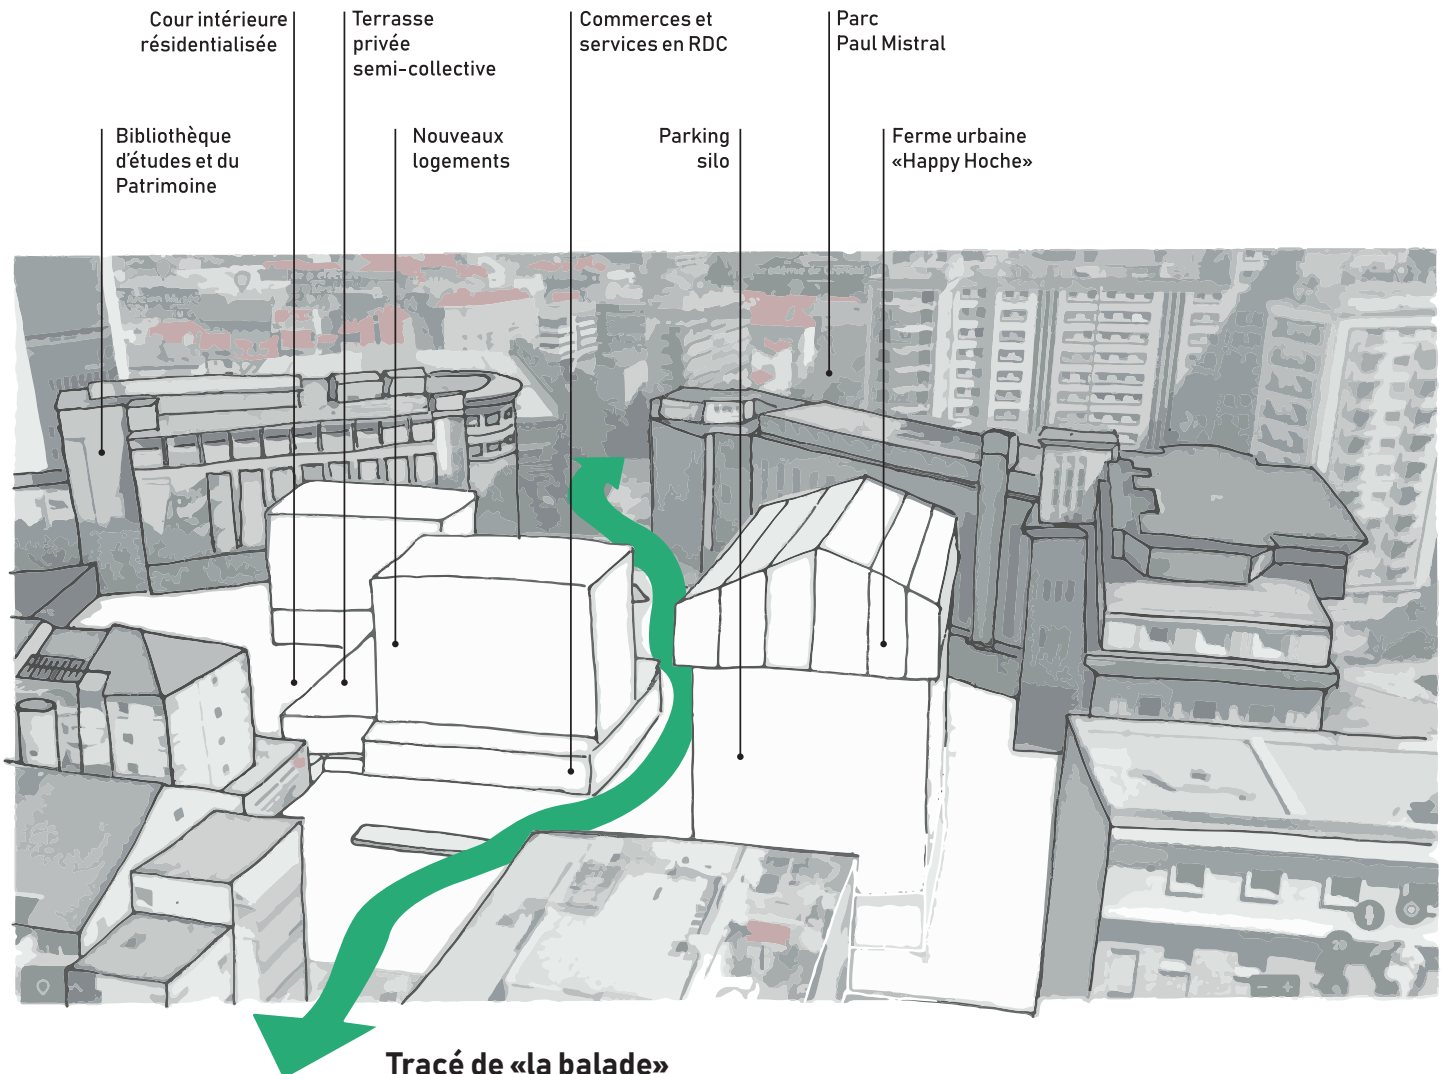 Cour intérieure
résidentialisée
Terrasse
privée
semi-collective
Commerces et
services en RDC
Parc
Paul Mistral
Bibliothèque
d'études et du
Patrimoine
Nouveaux
logements
Parking
silo
Ferme urbaine
«Happy Hoche»
Tracé de «la balade»